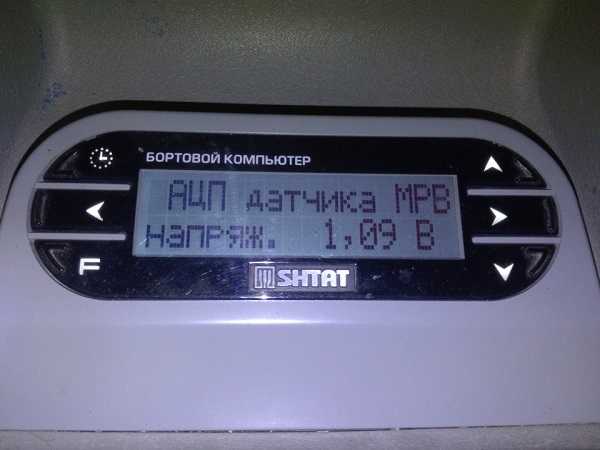 БОРТОВОЙ КОМПЬЮТЕР
АЦП датчика МРВ
напряж. 1,09 В
F
SHTAT